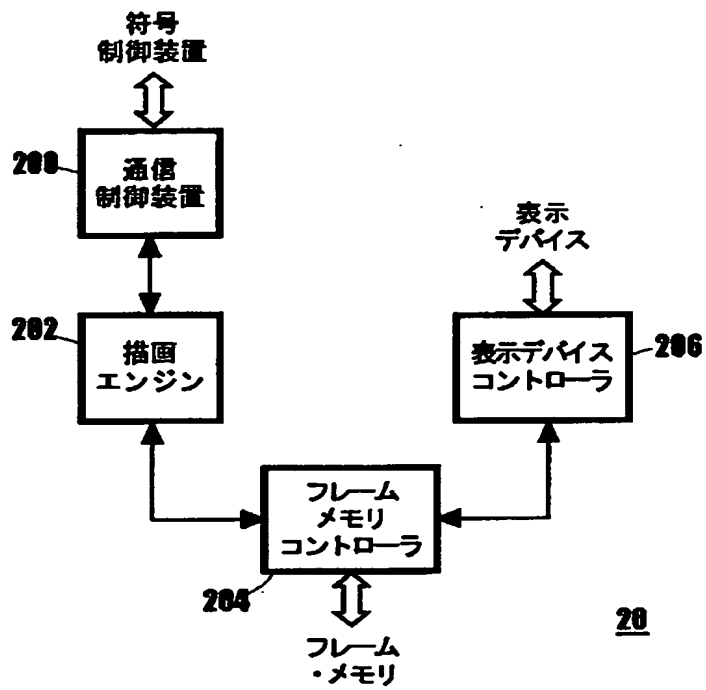 符号
制御装置
200
通信
制御装置
表示
デバイス
202
描画
エンジン
表示デバイス
コントローラ
206
フレーム
メモリ
コントローラ
204
フレーム
・メモリ
20